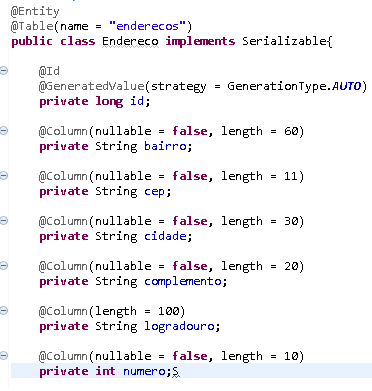 @Entity
@Table(name = "enderecos")
public class Endereco implements Serializable{
@Id
@GeneratedValue(strategy = GenerationType.AUTO)
private long id;
@Column(nullable = false, length = 60)
private String bairro;
@Column(nullable = false, length = 11)
private String cep;
@Column(nullable = false, length = 30)
private String cidade;
@Column(nullable = false, length = 20)
private String complemento;
@Column(length = 100)
private String logradouro;
@Column(nullable = false, length = 10)
private int numero;S